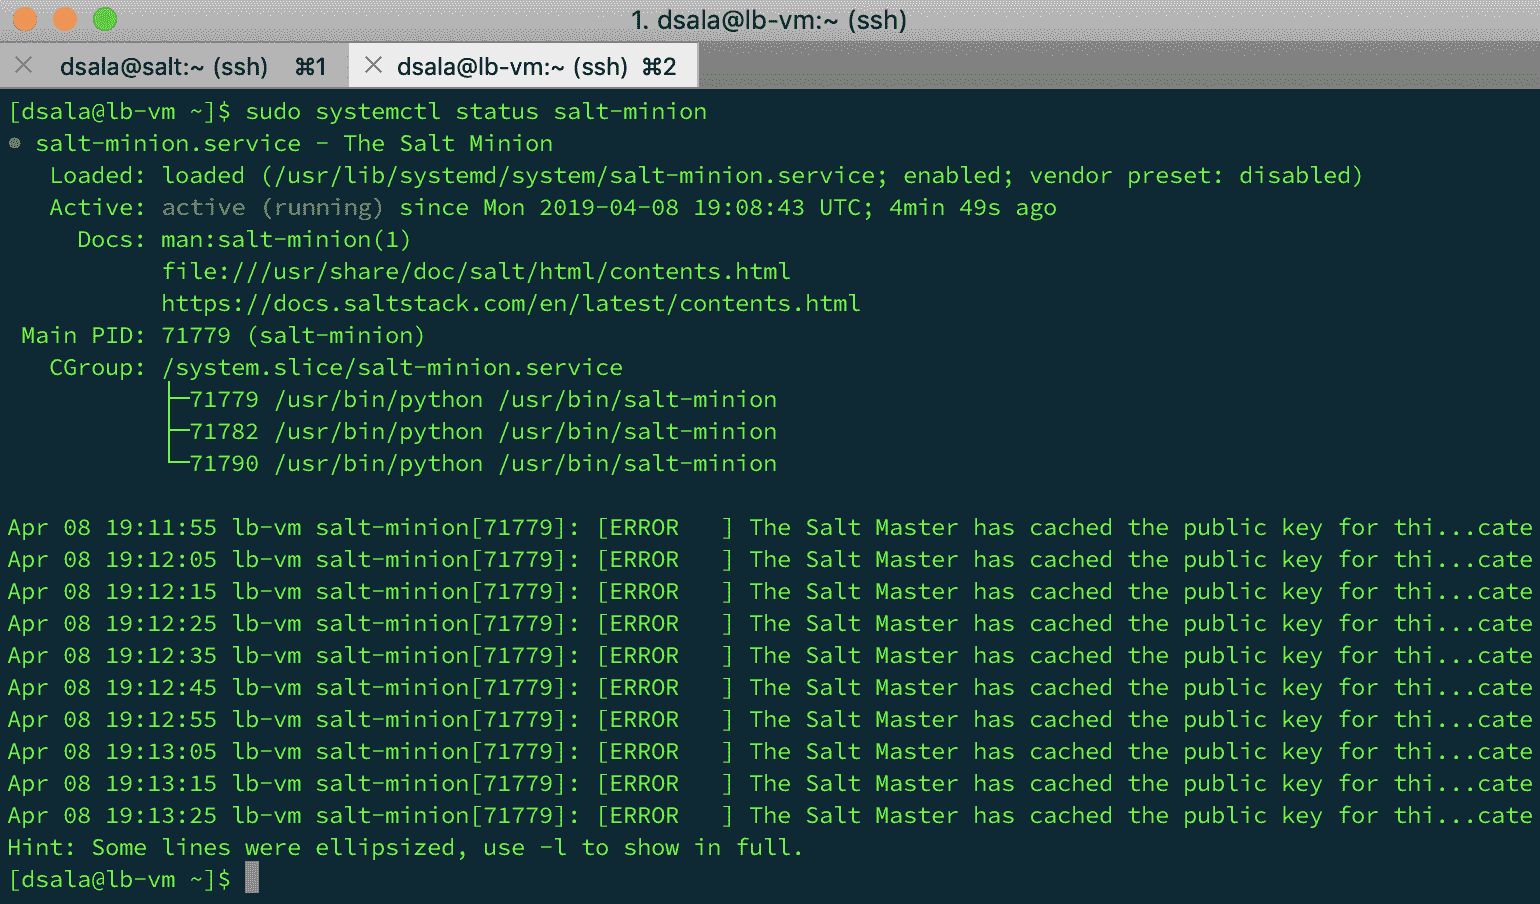 1. dsala@lb-vm:~ (ssh)
dsala@salt:~ (ssh) ⌘1 dsala@lb-vm:~ (ssh) ⌘2
[dsala@lb-vm ~]$ sudo systemctl status salt-minion
● salt-minion.service - The Salt Minion
   Loaded: loaded (/usr/lib/systemd/system/salt-minion.service; enabled; vendor preset: disabled)
   Active: active (running) since Mon 2019-04-08 19:08:43 UTC; 4min 49s ago
     Docs: man:salt-minion(1)
           file:///usr/share/doc/salt/html/contents.html
           https://docs.saltstack.com/en/latest/contents.html
 Main PID: 71779 (salt-minion)
   CGroup: /system.slice/salt-minion.service
           ├─71779 /usr/bin/python /usr/bin/salt-minion
           ├─71782 /usr/bin/python /usr/bin/salt-minion
           └─71790 /usr/bin/python /usr/bin/salt-minion

Apr 08 19:11:55 lb-vm salt-minion[71779]: [ERROR   ] The Salt Master has cached the public key for thi...cate
Apr 08 19:12:05 lb-vm salt-minion[71779]: [ERROR   ] The Salt Master has cached the public key for thi...cate
Apr 08 19:12:15 lb-vm salt-minion[71779]: [ERROR   ] The Salt Master has cached the public key for thi...cate
Apr 08 19:12:25 lb-vm salt-minion[71779]: [ERROR   ] The Salt Master has cached the public key for thi...cate
Apr 08 19:12:35 lb-vm salt-minion[71779]: [ERROR   ] The Salt Master has cached the public key for thi...cate
Apr 08 19:12:45 lb-vm salt-minion[71779]: [ERROR   ] The Salt Master has cached the public key for thi...cate
Apr 08 19:12:55 lb-vm salt-minion[71779]: [ERROR   ] The Salt Master has cached the public key for thi...cate
Apr 08 19:13:05 lb-vm salt-minion[71779]: [ERROR   ] The Salt Master has cached the public key for thi...cate
Apr 08 19:13:15 lb-vm salt-minion[71779]: [ERROR   ] The Salt Master has cached the public key for thi...cate
Apr 08 19:13:25 lb-vm salt-minion[71779]: [ERROR   ] The Salt Master has cached the public key for thi...cate
Hint: Some lines were ellipsized, use -l to show in full.
[dsala@lb-vm ~]$